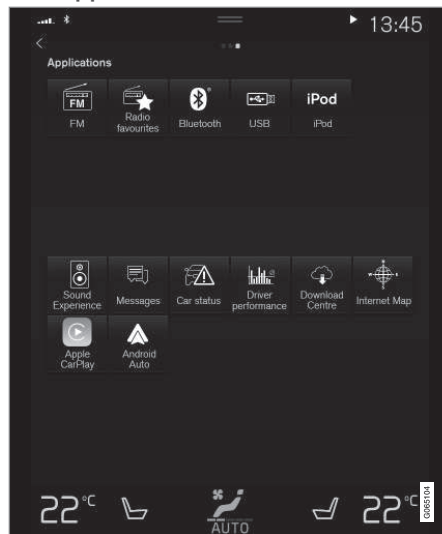 13:45
Applications
FM
iPod
FM
Radio
favourites
Bluetooth
USB
iPod
Sound
Experience
Messages
Car status
Driver
performance
Download
Centre
Internet Map
Apple
CarPlay
Android
Auto
22°C
AUTO
22°C
G065104